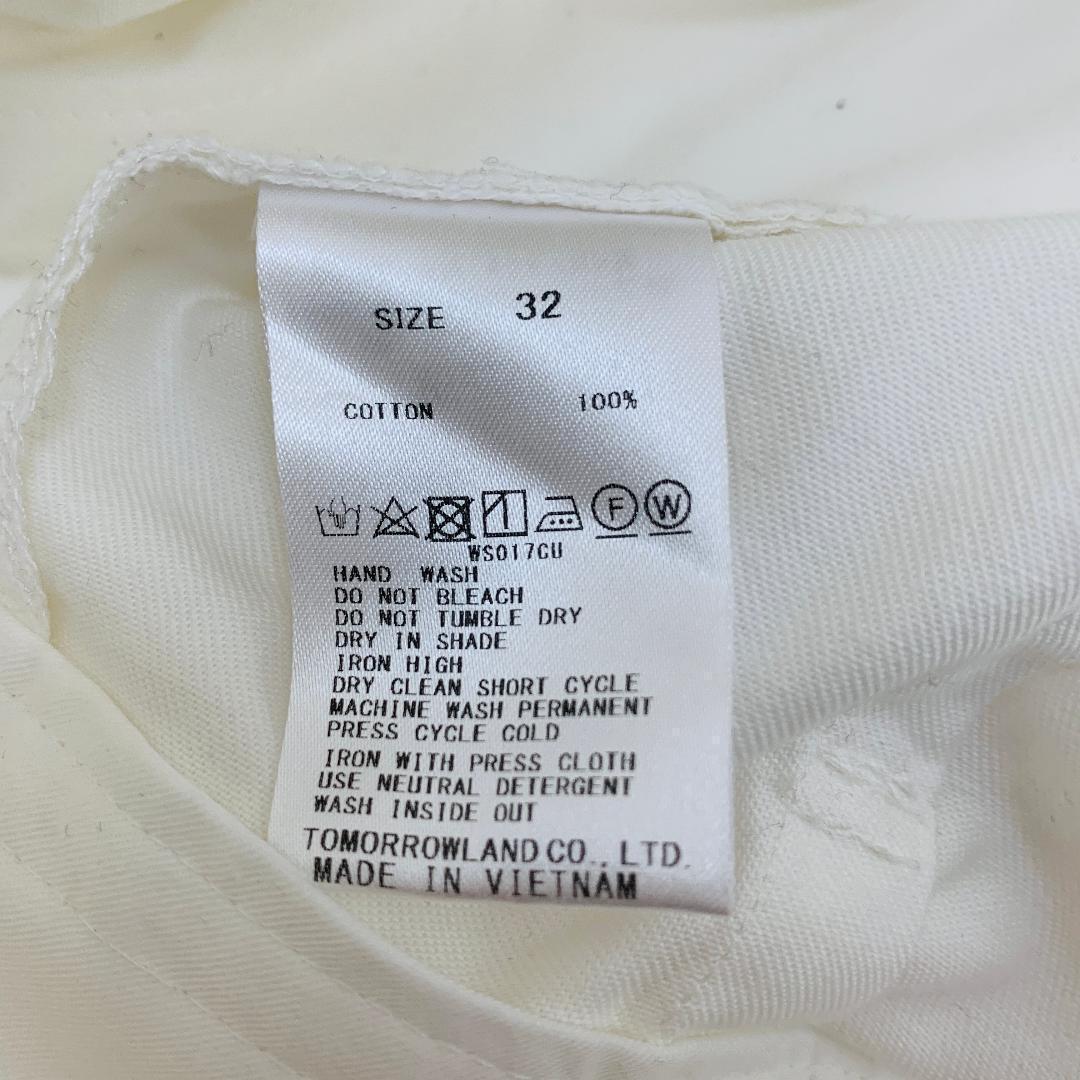 SIZE 32
COTTON 100%
F W
WS017CU
HAND WASH
DO NOT BLEACH
DO NOT TUMBLE DRY
DRY IN SHADE
IRON HIGH
DRY CLEAN SHORT CYCLE
MACHINE WASH PERMANENT
PRESS CYCLE COLD
IRON WITH PRESS CLOTH
USE NEUTRAL DETERGENT
WASH INSIDE OUT
TOMORROWLAND CO., LTD.
MADE IN VIETNAM